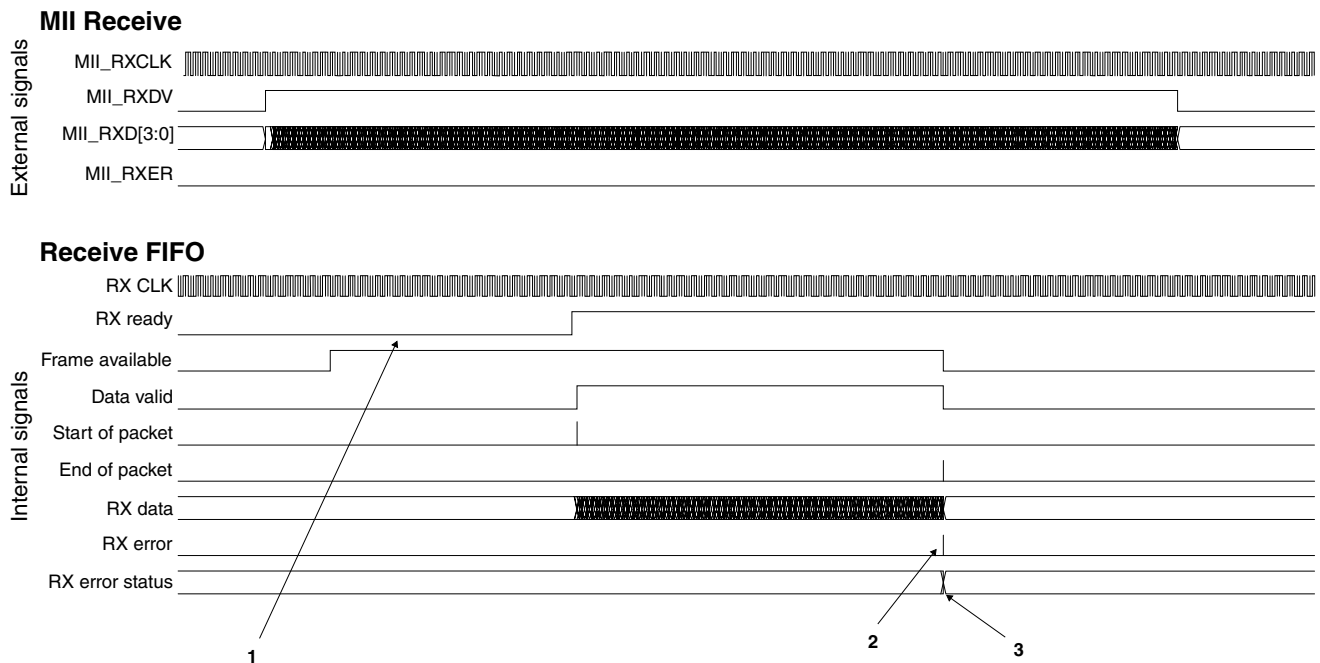 MII Receive
External signals
MII_RXCLK
MII_RXDV
MII_RXD[3:0]
MII_RXER
Receive FIFO
Internal signals
RX CLK
RX ready
Frame available
Data valid
Start of packet
End of packet
RX data
RX error
RX error status
1
2
3